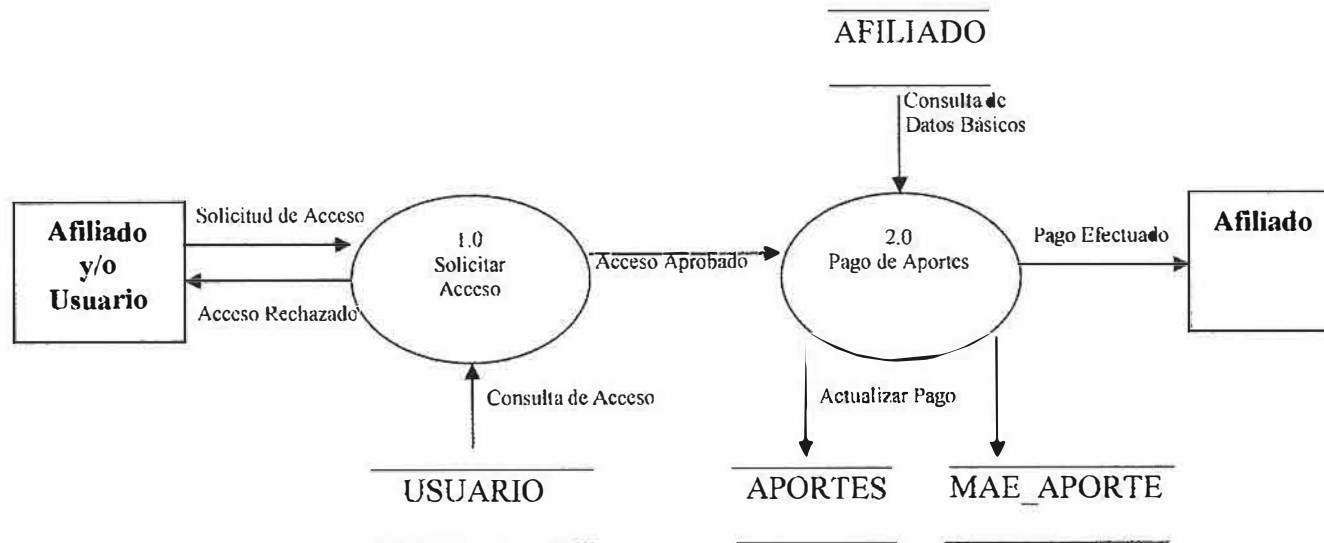 AFILIADO
Consulta de
Datos Básicos
Afiliado
y/o
Usuario
Solicitud de Acceso
Acceso Rechazado
1.0
Solicitar
Acceso
Acceso Aprobado
2.0
Pago de Aportes
Pago Efectuado
Afiliado
Consulta de Acceso
Actualizar Pago
USUARIO
APORTES
MAE_APORTE